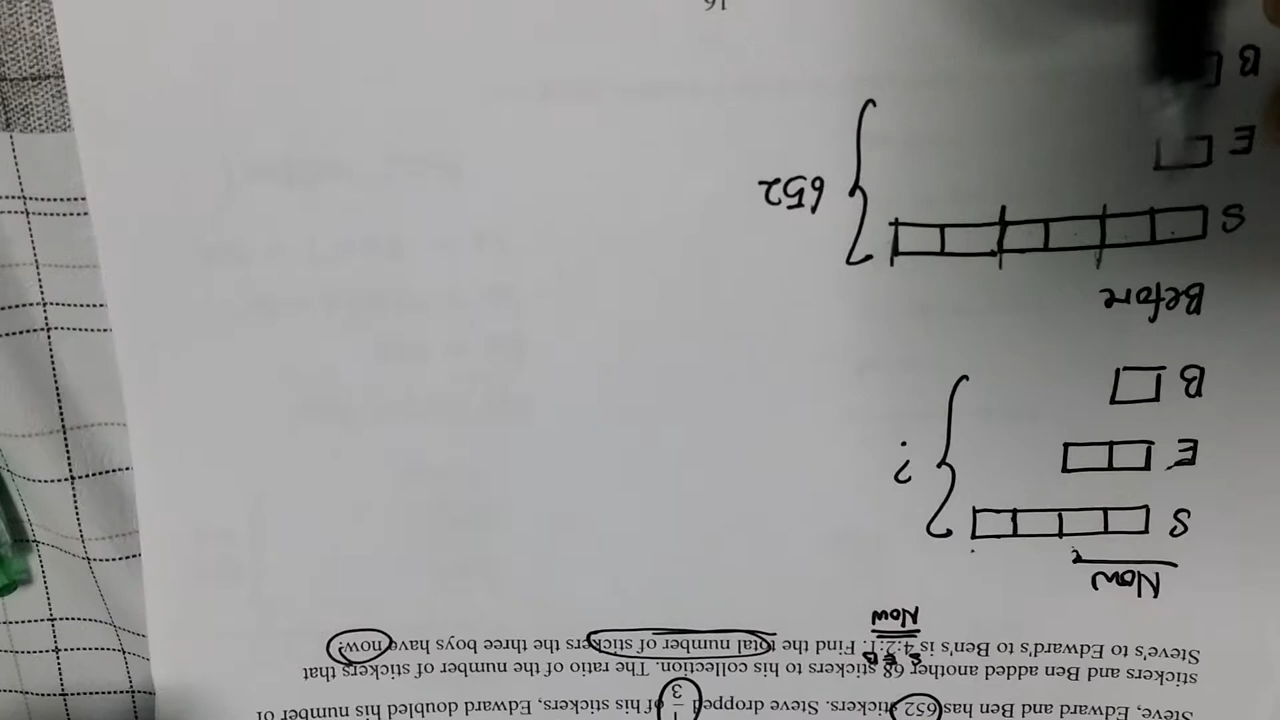 Steve, Edward and Ben has 652 stickers. Steve dropped 1/3 of his stickers, Edward doubled his number of
stickers and Ben added another 68 stickers to his collection. The ratio of the number of stickers that
S E B
Steve's to Edward's to Ben's is 4:2:1. Find the total number of stickers the three boys have now?
Now
Now
S
E
?
B
Before
S
652
E
B
16